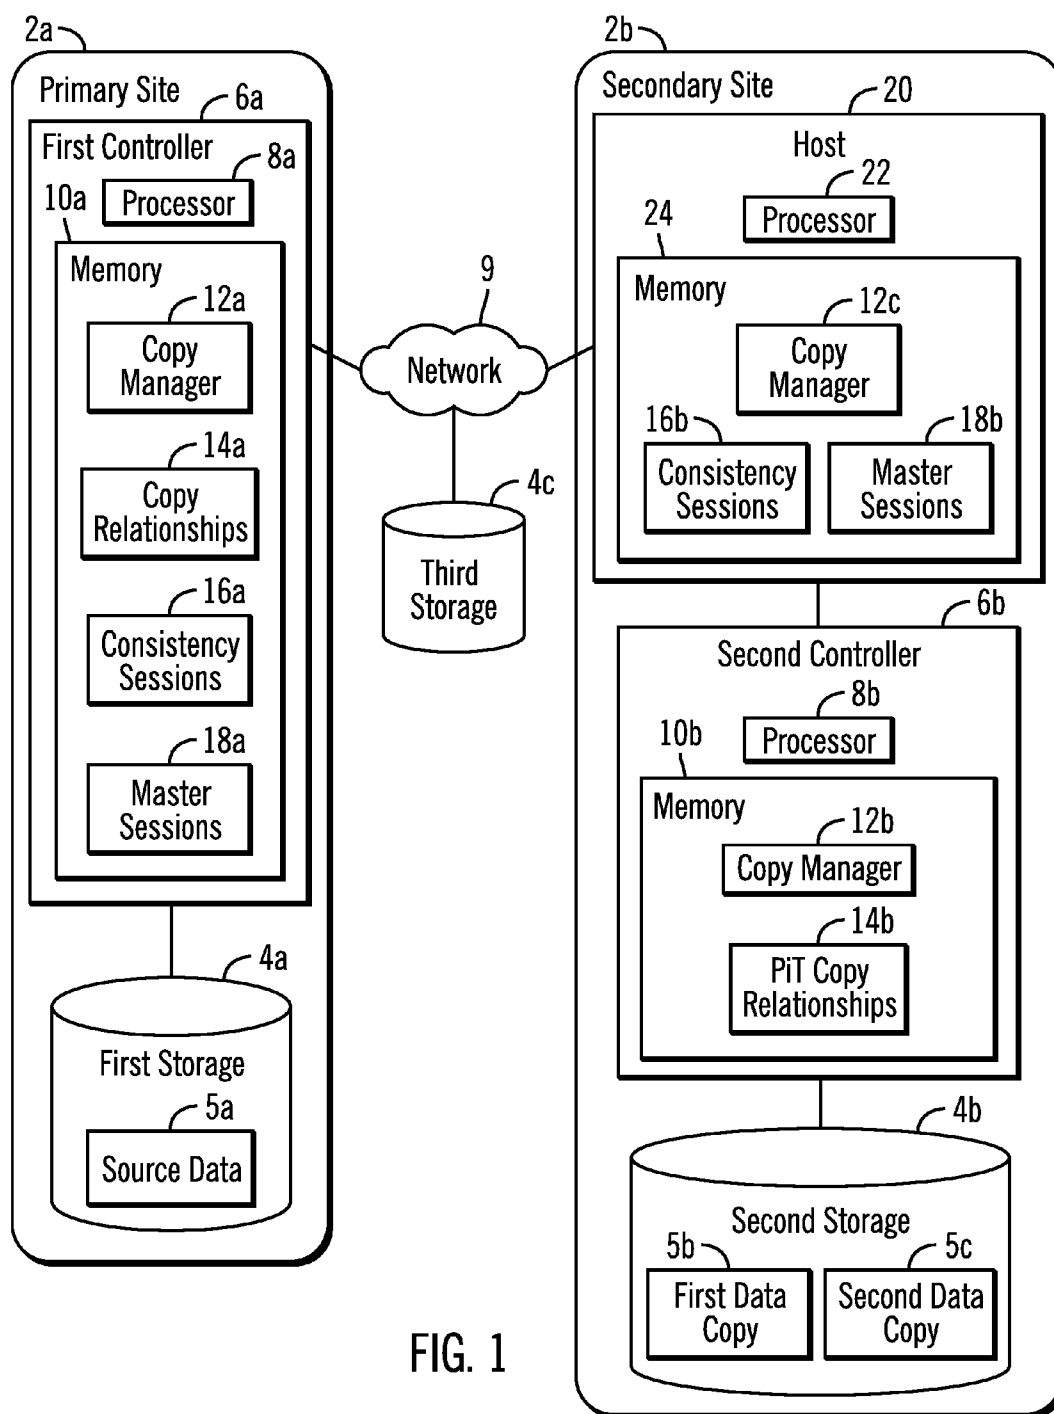 2a
Primary Site
6a
First Controller
8a
Processor
10a
Memory
12a
Copy
Manager
14a
Copy
Relationships
16a
Consistency
Sessions
18a
Master
Sessions
4a
First Storage
5a
Source Data
9
Network
4c
Third
Storage
2b
Secondary Site
20
Host
22
Processor
24
Memory
12c
Copy
Manager
16b
Consistency
Sessions
18b
Master
Sessions
6b
Second Controller
8b
Processor
10b
Memory
12b
Copy Manager
14b
PiT Copy
Relationships
4b
Second Storage
5b
First Data
Copy
5c
Second Data
Copy
FIG. 1